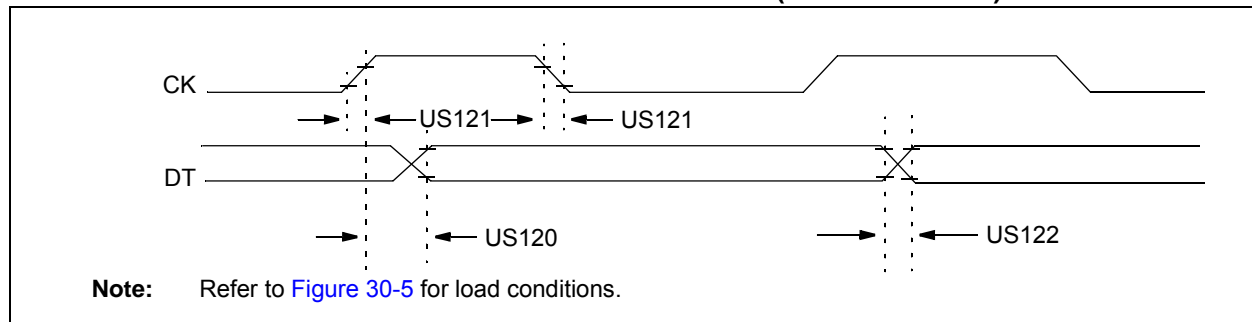 CK
US121
US121
DT
US120
US122
Note: Refer to Figure 30-5 for load conditions.